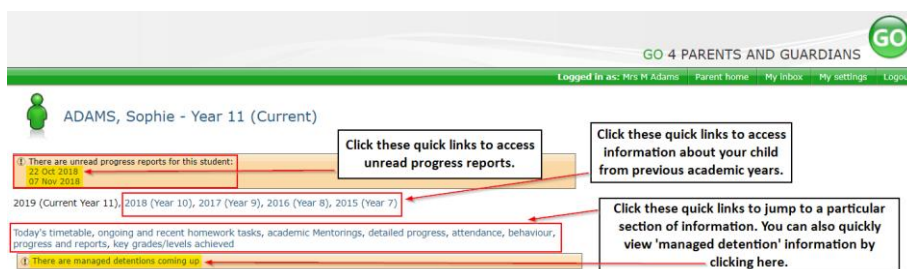 GO
GO 4 PARENTS AND GUARDIANS
Logged in as: Mrs M Adams Parent home My inbox My settings Logou
ADAMS, Sophie - Year 11 (Current)
There are unread progress reports for this student:
22 Oct 2018
07 Nov 2018
Click these quick links to access
unread progress reports.
Click these quick links to access
information about your child
from previous academic years.
2019 (Current Year 11), 2018 (Year 10), 2017 (Year 9), 2016 (Year 8), 2015 (Year 7)
Today's timetable, ongoing and recent homework tasks, academic Mentorings, detailed progress, attendance, behaviour,
progress and reports, key grades/levels achieved
There are managed detentions coming up
Click these quick links to jump to a particular
section of information. You can also quickly
view 'managed detention' information by
clicking here.